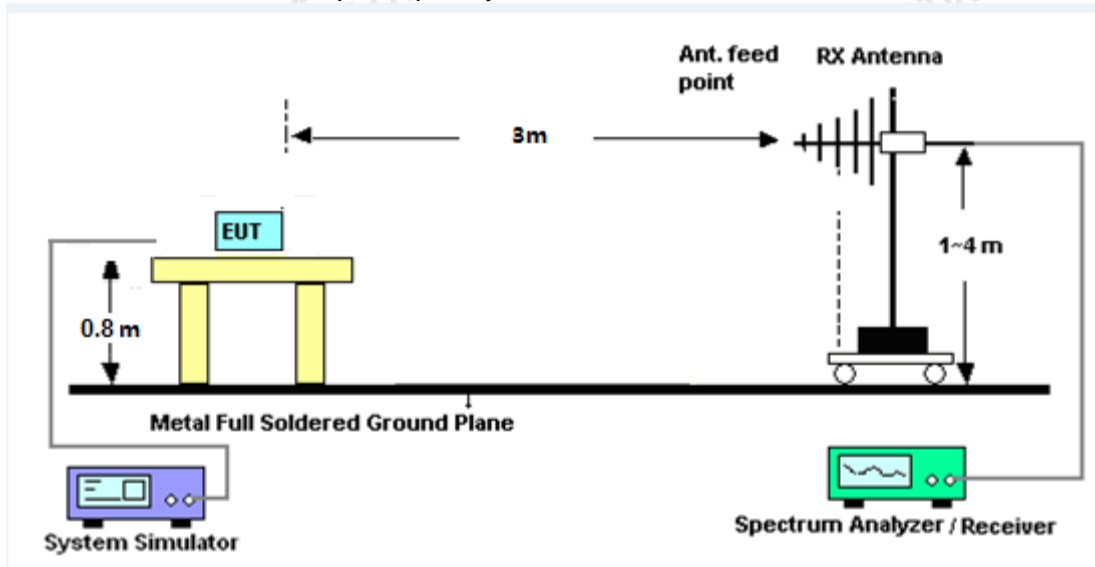 Ant. feed
point
RX Antenna
3m
EUT
1~4 m
0.8 m
Metal Full Soldered Ground Plane
System Simulator
Spectrum Analyzer / Receiver